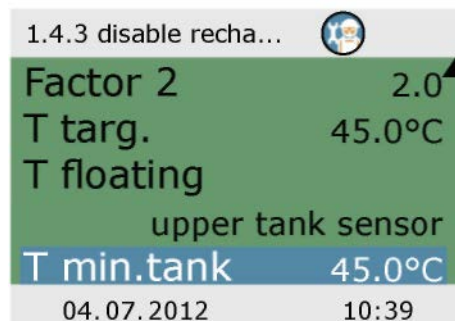 1.4.3 disable recha...
Factor 2 2.0
T targ. 45.0°C
T floating
upper tank sensor
T min.tank 45.0°C
04.07.2012 10:39